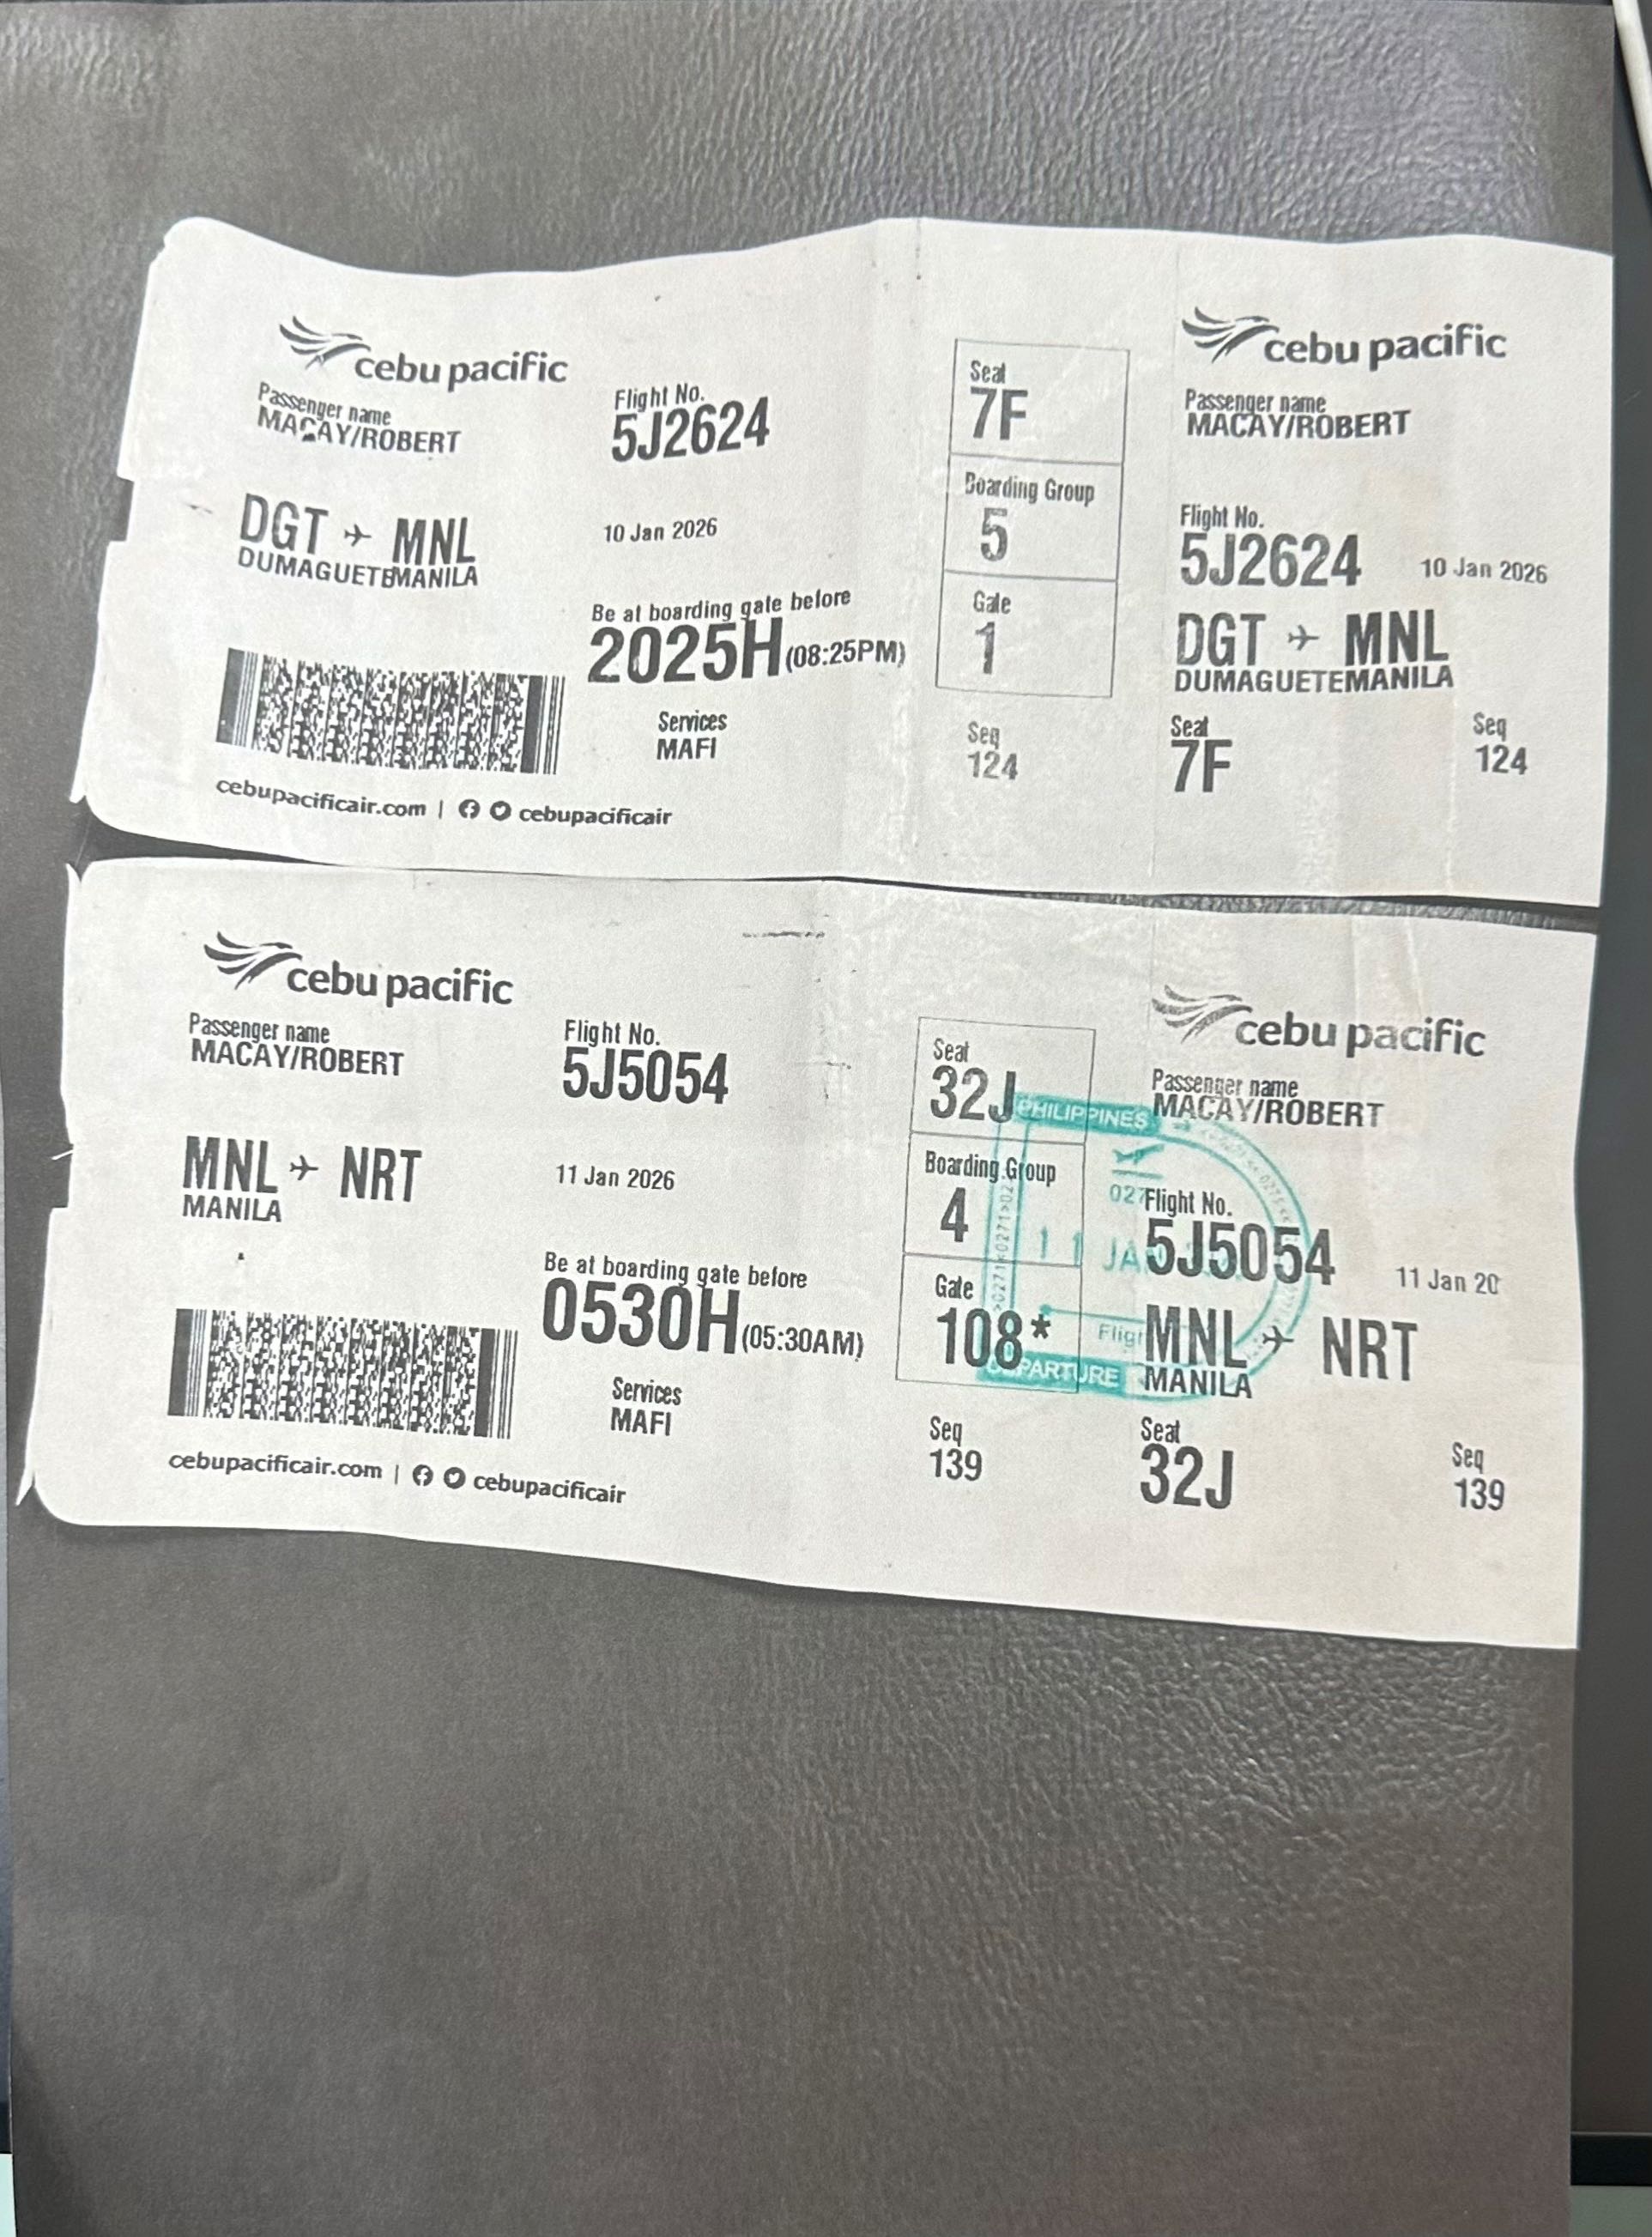 cebu pacific
Passenger name
MACAY/ROBERT
Flight No.
5J2624
DGT MNL
DUMAGUETEMANILA
10 Jan 2026
Be at boarding gate before
2025H (08:25PM)
Services
MAFI
cebupacificair.com | cebupacificair
Seat
7F
Boarding Group
5
Gate
1
Seq
124
cebu pacific
Passenger name
MACAY/ROBERT
Flight No.
5J2624 10 Jan 2026
DGT MNL
DUMAGUETEMANILA
Seat
7F
Seq
124
cebu pacific
Passenger name
MACAY/ROBERT
Flight No.
5J5054
MNL NRT
MANILA
11 Jan 2026
Be at boarding gate before
0530H (05:30AM)
Services
MAFI
cebupacificair.com | cebupacificair
Seat
32J
Boarding Group
4
Gate
108*
Seq
139
PHILIPPINES
11 JA
DEPARTURE
cebu pacific
Passenger name
MACAY/ROBERT
Flight No.
5J5054 11 Jan 20
MNL NRT
MANILA
Seat
32J
Seq
139